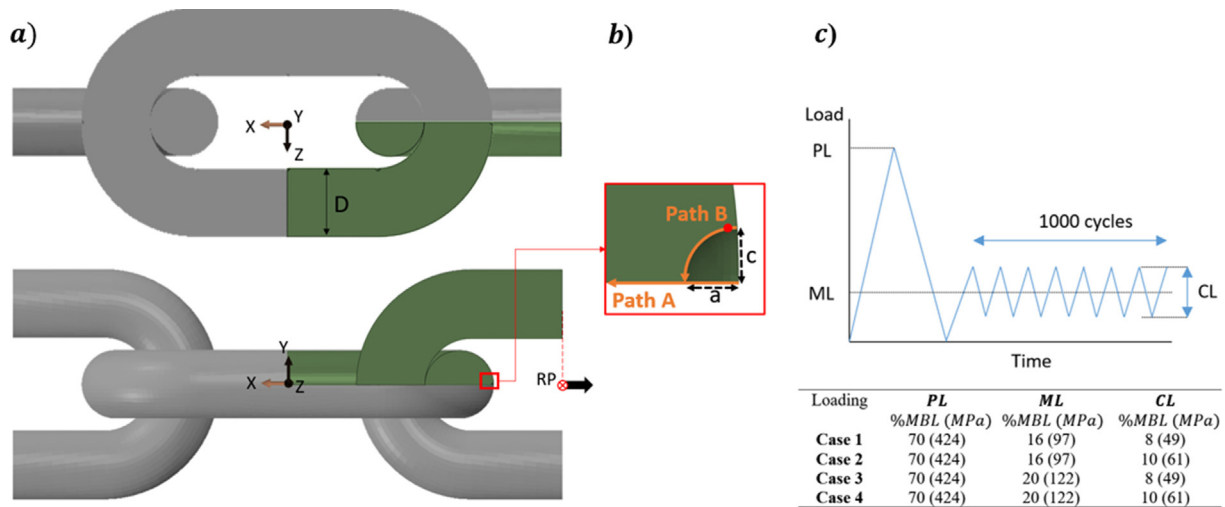 a)
X
Y
Z
D
Y
X
Z
RP
b)
Path B
c
a
Path A
c)
Load
PL
1000 cycles
ML
CL
Time
Loading PL ML CL
%MBL (MPa) %MBL (MPa) %MBL (MPa)
Case 1 70 (424) 16 (97) 8 (49)
Case 2 70 (424) 16 (97) 10 (61)
Case 3 70 (424) 20 (122) 8 (49)
Case 4 70 (424) 20 (122) 10 (61)